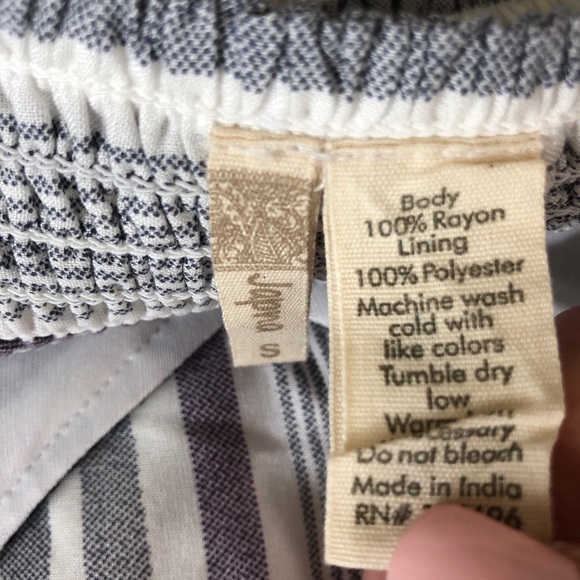 S
Body
100% Rayon
Lining
100% Polyester
Machine wash
cold with
like colors
Tumble dry
low
Do not bleach
Made in India
RN#